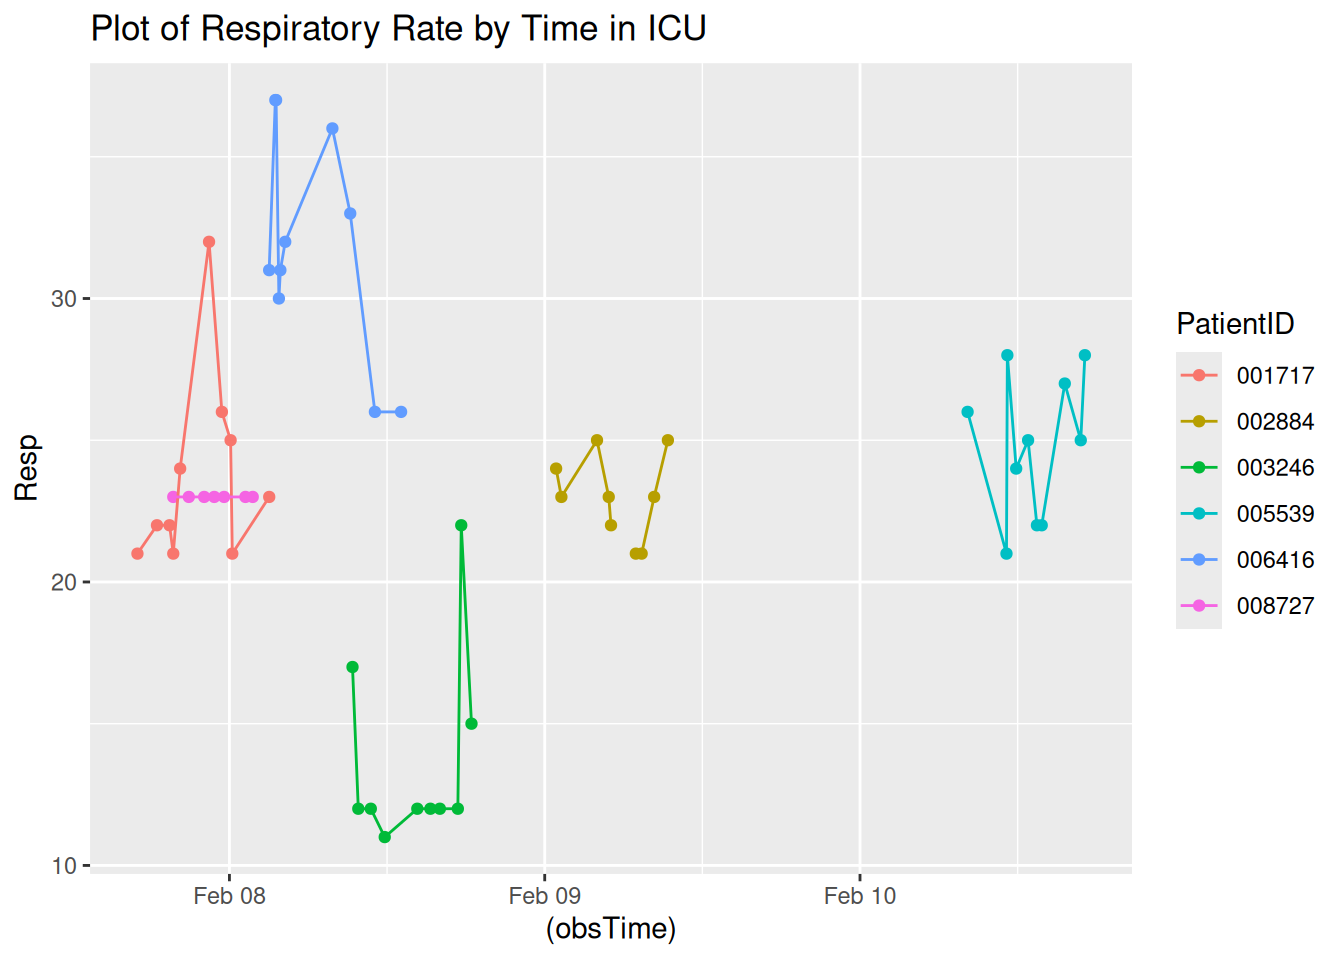 Plot of Respiratory Rate by Time in ICU
Resp
30
20
10
Feb 08
Feb 09
Feb 10
(obsTime)
PatientID
001717
002884
003246
005539
006416
008727